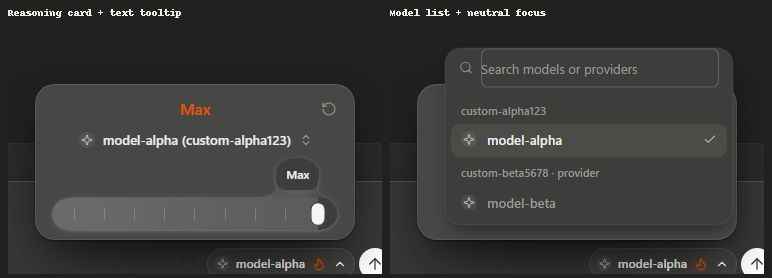 Reasoning card + text tooltip
Max
model-alpha (custom-alpha123)
Max
model-alpha
Model list + neutral focus
Search models or providers
custom-alpha123
model-alpha
custom-beta5678 · provider
model-beta
model-alpha